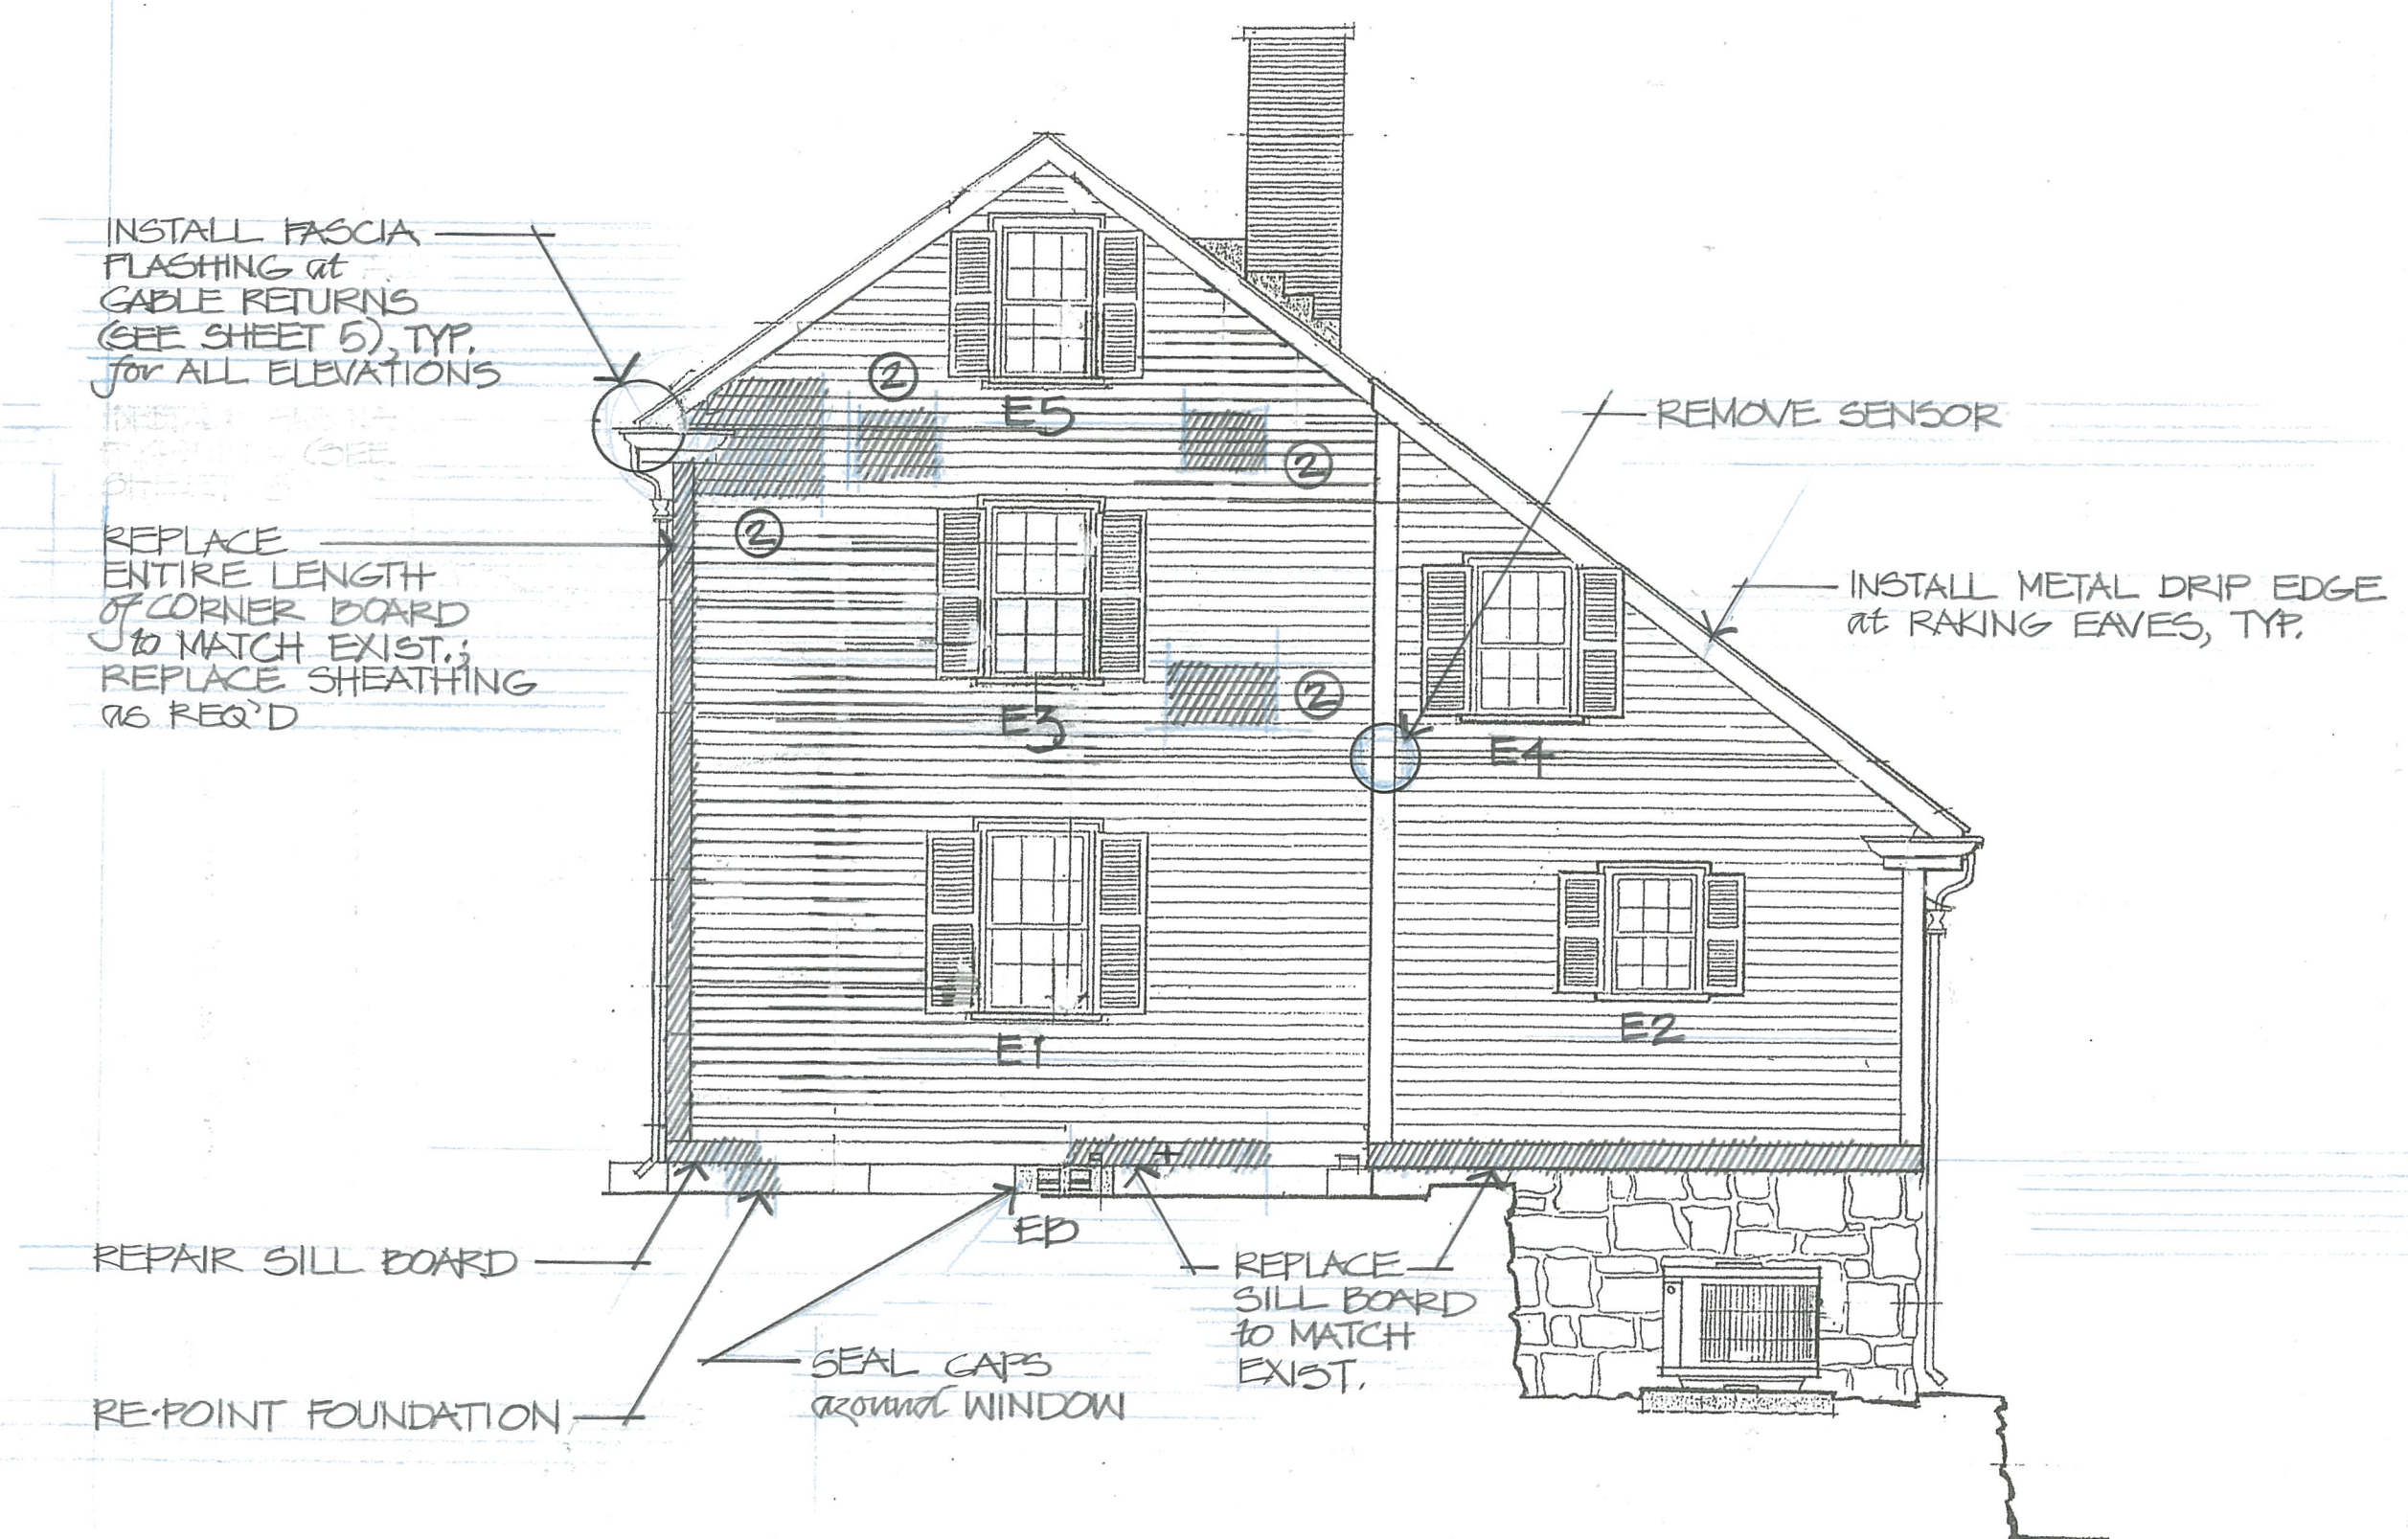 INSTALL FASCIA
FLASHING at
GABLE RETURNS
(SEE SHEET 5), TYP.
for ALL ELEVATIONS
(SEE
REPLACE
ENTIRE LENGTH
of CORNER BOARD
to MATCH EXIST.;
REPLACE SHEATHING
as REQ'D
2
E5
2
2
E3
2
E4
E1
E2
REMOVE SENSOR
INSTALL METAL DRIP EDGE
at RAKING EAVES, TYP.
REPAIR SILL BOARD
RE-POINT FOUNDATION
EB
SEAL GAPS
around WINDOW
REPLACE
SILL BOARD
to MATCH
EXIST.